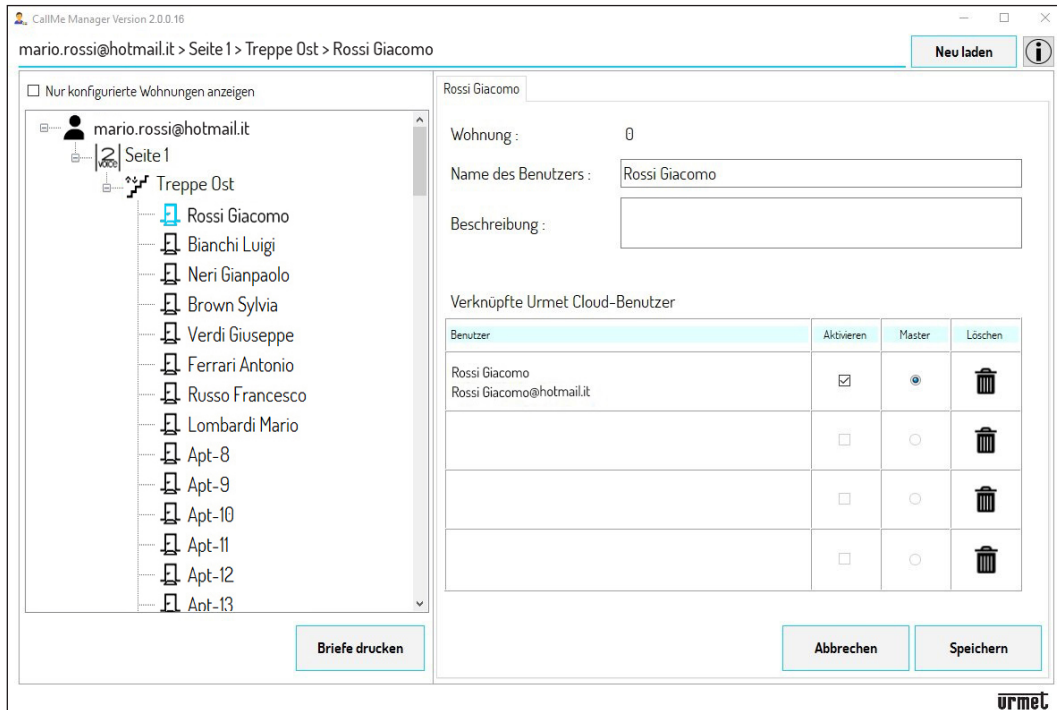 CallMe Manager Version 2.0.0.16
mario.rossi@hotmail.it > Seite 1 > Treppe Ost > Rossi Giacomo
Neu laden
i
Nur konfigurierte Wohnungen anzeigen
mario.rossi@hotmail.it
2 VOICE Seite 1
Treppe Ost
Rossi Giacomo
Bianchi Luigi
Neri Gianpaolo
Brown Sylvia
Verdi Giuseppe
Ferrari Antonio
Russo Francesco
Lombardi Mario
Apt-8
Apt-9
Apt-10
Apt-11
Apt-12
Apt-13
Briefe drucken
Rossi Giacomo
Wohnung : 0
Name des Benutzers : Rossi Giacomo
Beschreibung :
Verknüpfte Urmet Cloud-Benutzer
Benutzer Aktivieren Master Löschen
Rossi Giacomo
Rossi Giacomo@hotmail.it
Abbrechen Speichern
urmet